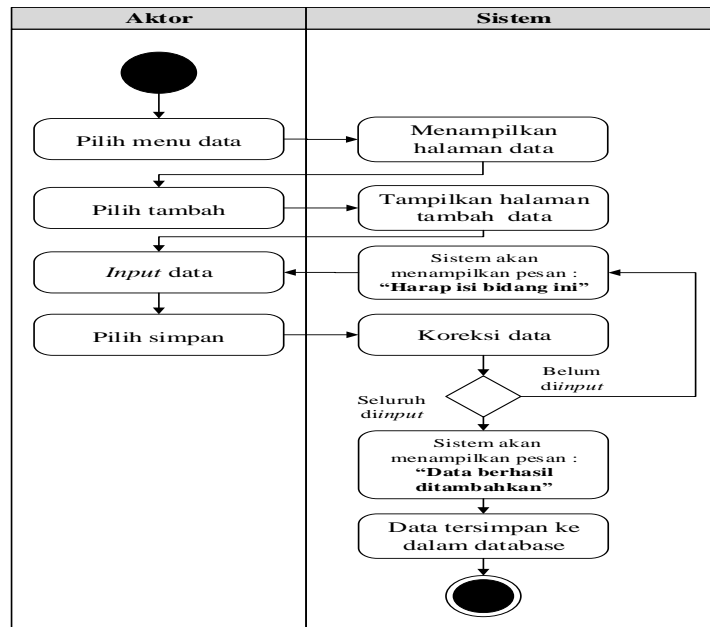 Aktor
Sistem
Pilih menu data
Menampilkan
halaman data
Pilih tambah
Tampilkan halaman
tambah data
Input data
Sistem akan
menampilkan pesan :
“Harap isi bidang ini”
Pilih simpan
Koreksi data
Belum
diinput
Seluruh
diinput
Sistem akan
menampilkan pesan :
“Data berhasil
ditambahkan”
Data tersimpan ke
dalam database